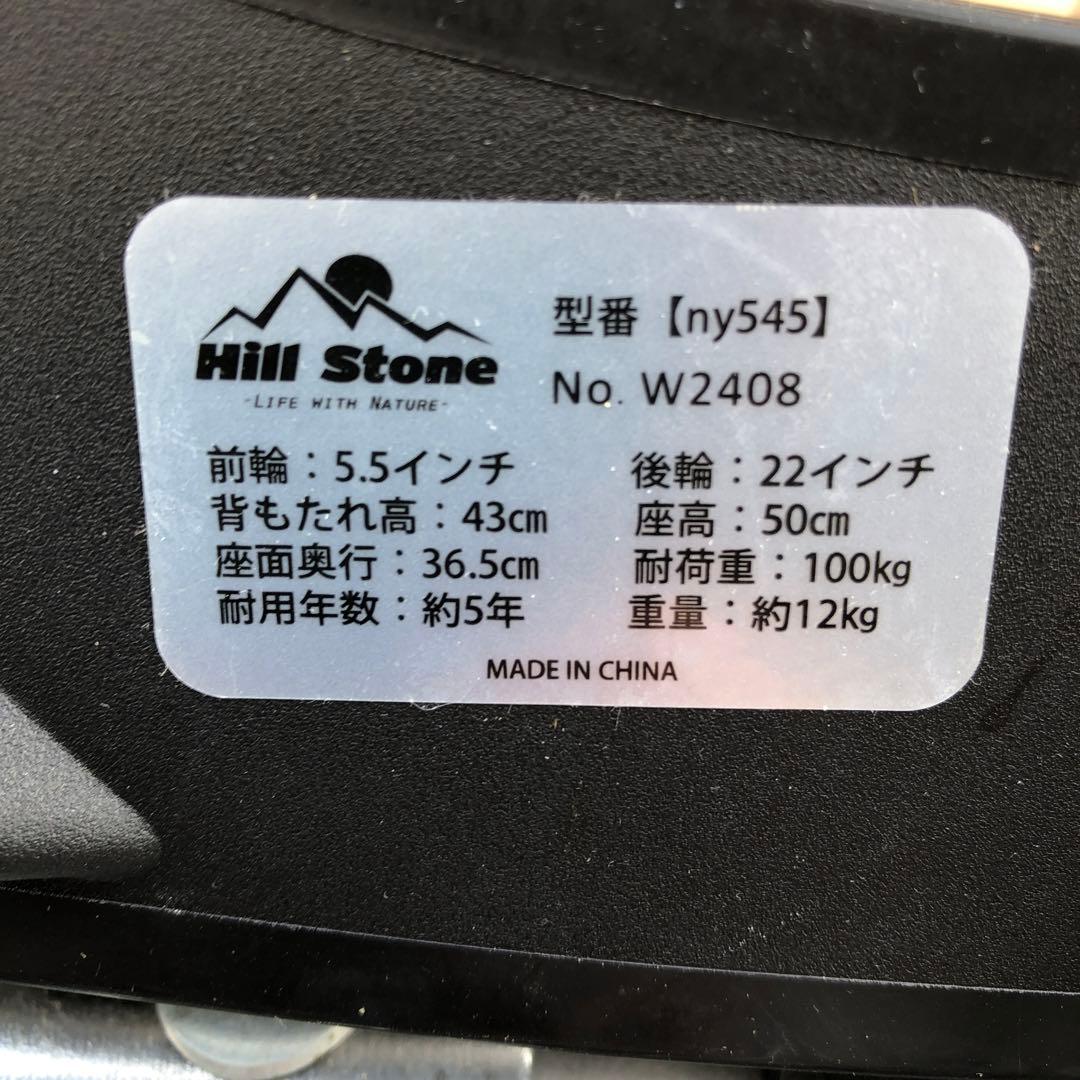 Hill Stone
-LIFE WITH NATURE-
型番【ny545】
No. W2408
前輪：5.5インチ
後輪：22インチ
背もたれ高：43㎝
座高：50㎝
座面奥行：36.5㎝
耐荷重：100㎏
耐用年数：約5年
重量：約12㎏
MADE IN CHINA